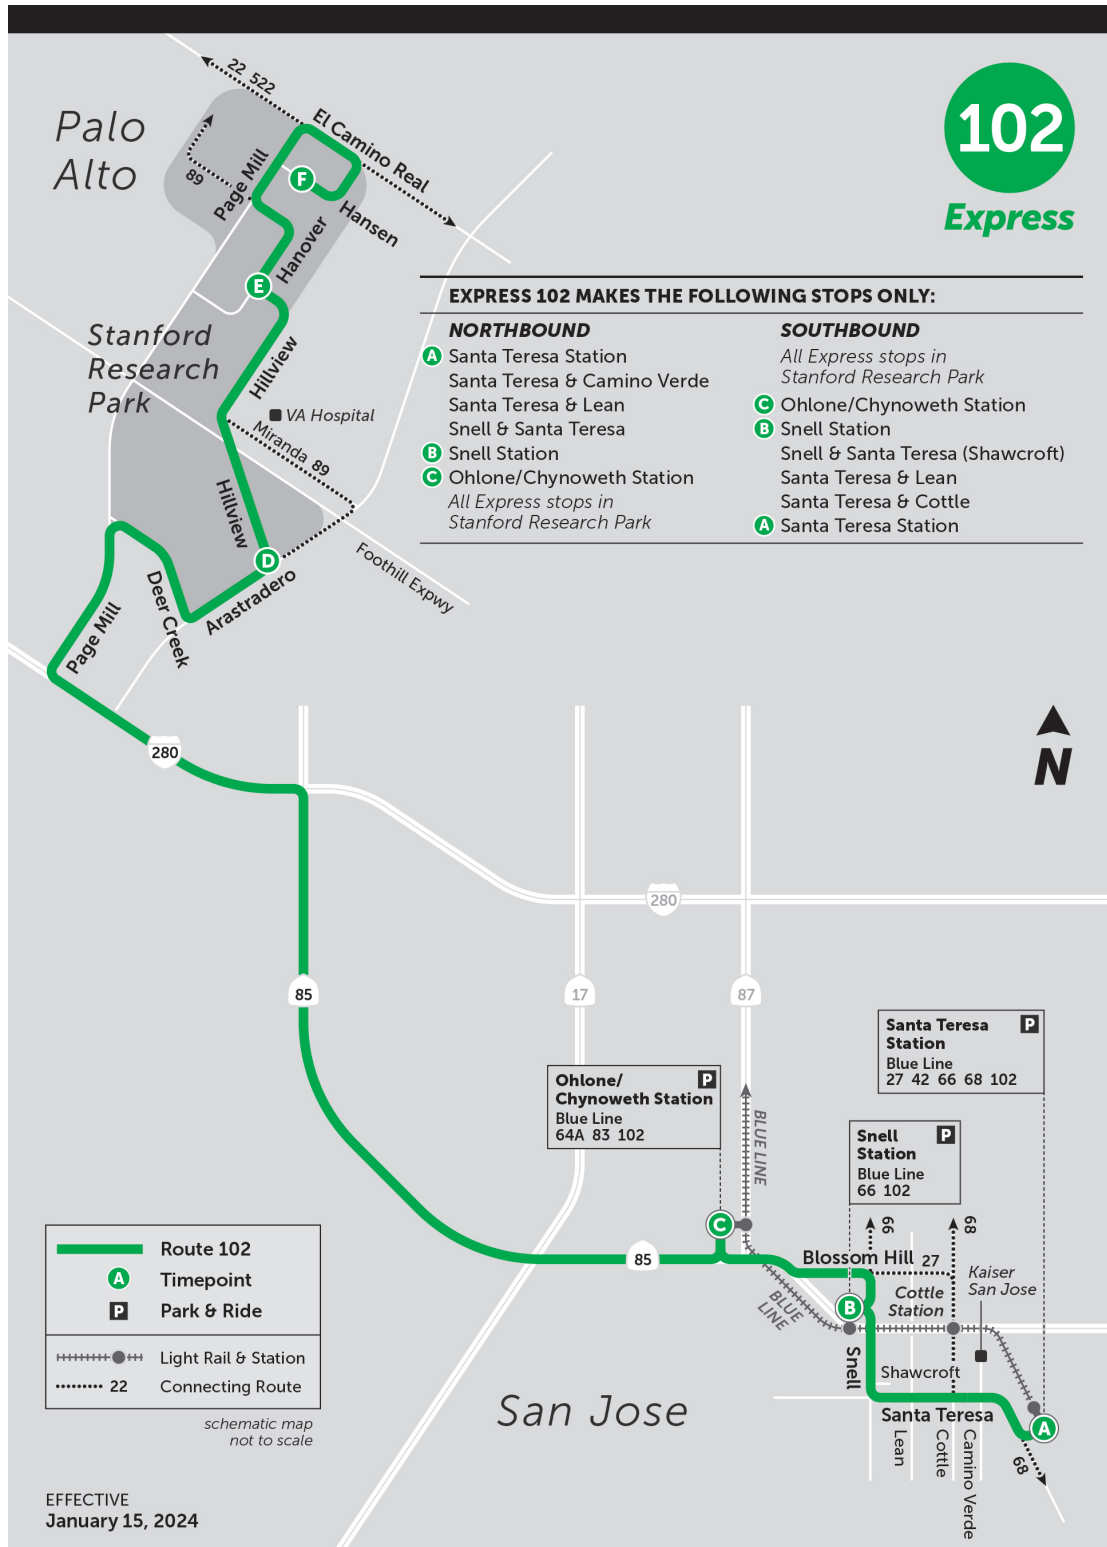 102
Express
Palo
Alto
22 522
89
El Camino Real
Page Mill
F
Hansen
Hanover
E
Stanford
Research
Park
Hillview
VA Hospital
Miranda 89
Hillview
D
Foothill Expwy
Arastradero
Deer Creek
Page Mill
EXPRESS 102 MAKES THE FOLLOWING STOPS ONLY:
NORTHBOUND
A Santa Teresa Station
Santa Teresa & Camino Verde
Santa Teresa & Lean
Snell & Santa Teresa
B Snell Station
C Ohlone/Chynoweth Station
All Express stops in
Stanford Research Park
SOUTHBOUND
All Express stops in
Stanford Research Park
C Ohlone/Chynoweth Station
B Snell Station
Snell & Santa Teresa (Shawcroft)
Santa Teresa & Lean
Santa Teresa & Cottle
A Santa Teresa Station
N
280
280
85
17
87
Santa Teresa P
Station
Blue Line
27 42 66 68 102
Ohlone/ P
Chynoweth Station
Blue Line
64A 83 102
Snell P
Station
Blue Line
66 102
BLUE LINE
C
66
68
85
Blossom Hill 27
Kaiser
San Jose
Cottle
Station
BLUE
LINE
B
Snell
Shawcroft
Santa Teresa
A
Lean
Cottle
Camino Verde
68
San Jose
Route 102
A Timepoint
P Park & Ride
Light Rail & Station
22 Connecting Route
schematic map
not to scale
EFFECTIVE
January 15, 2024